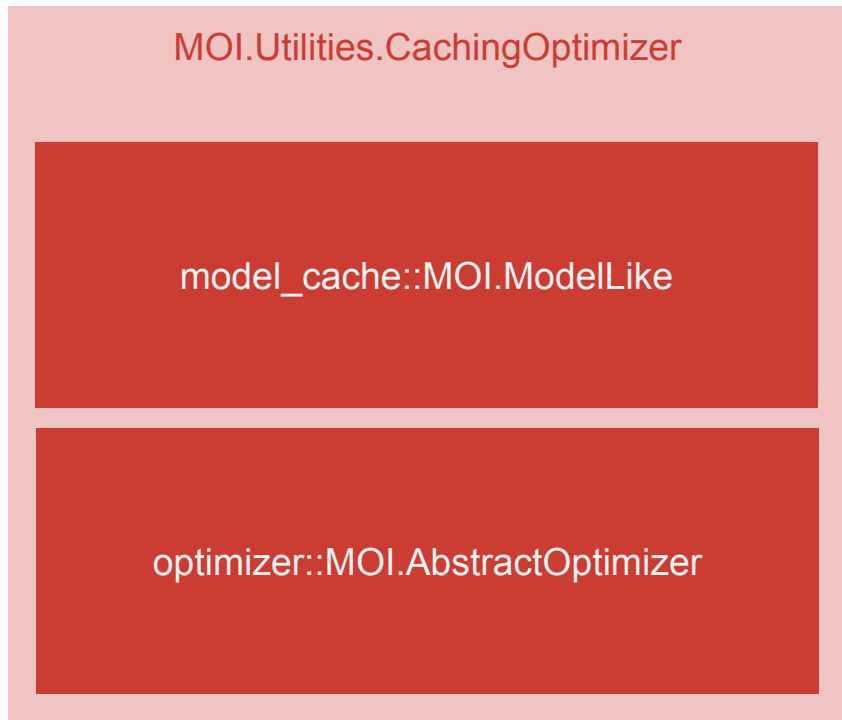 MOI.Utilities.CachingOptimizer
model_cache::MOI.ModelLike
optimizer::MOI.AbstractOptimizer